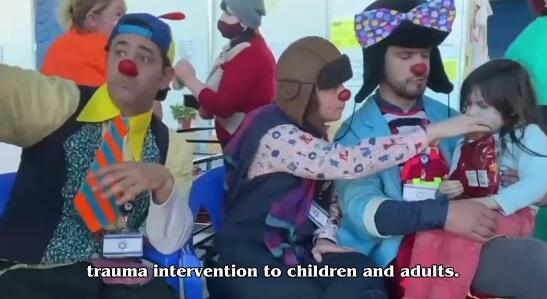 trauma intervention to children and adults.